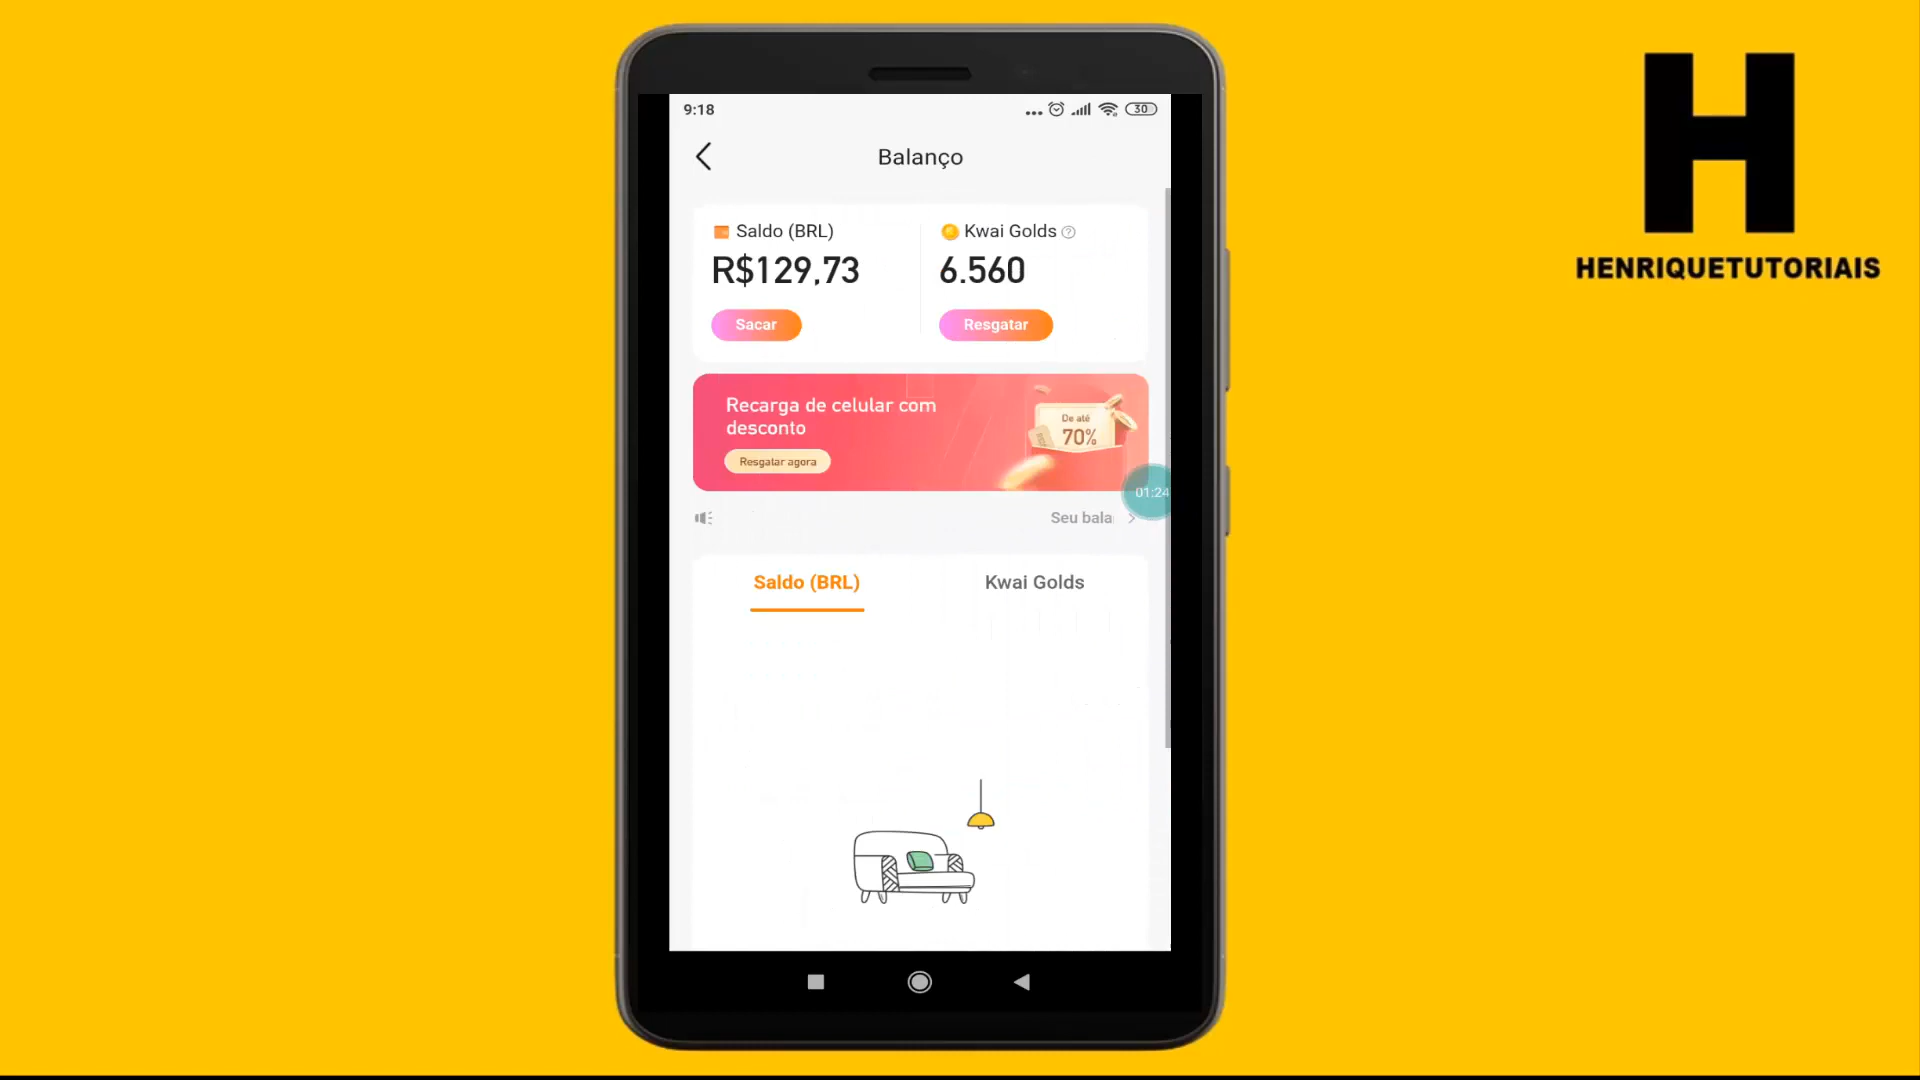 H
HENRIQUETUTORIAIS
9:18
30
Balanço
Saldo (BRL)
Kwai Golds
R$129,73
6.560
Sacar
Resgatar
Recarga de celular com
desconto
De até
70%
Resgatar agora
01:24
Seu bala
Saldo (BRL)
Kwai Golds